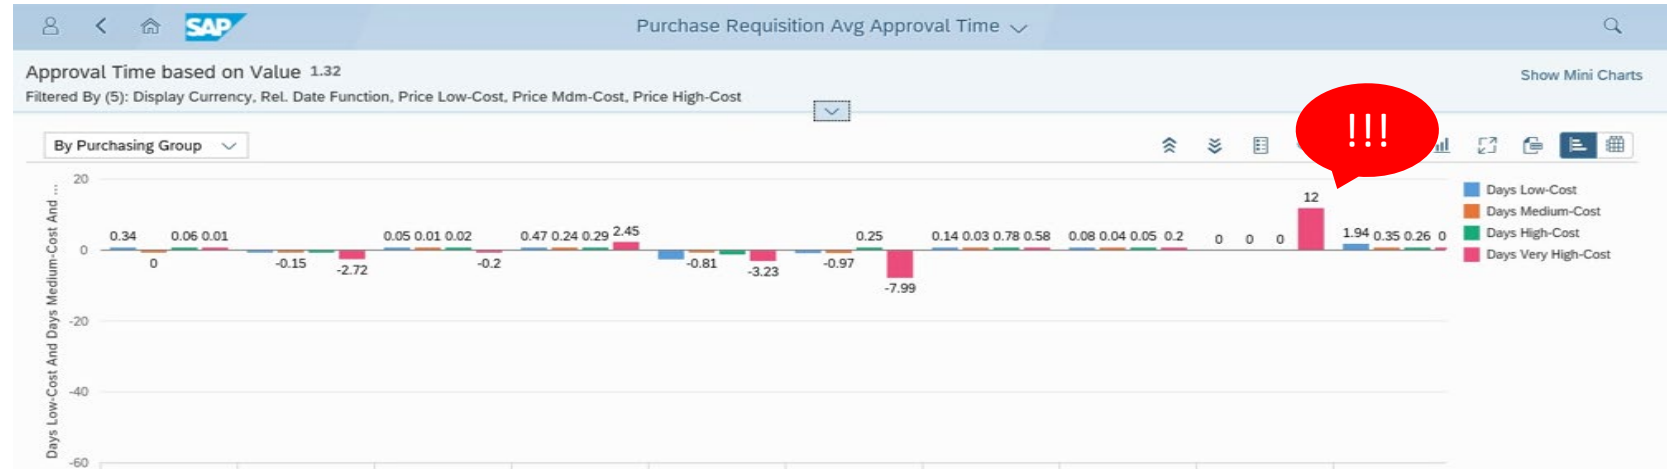 SAP
Purchase Requisition Avg Approval Time
Approval Time based on Value 1.32
Show Mini Charts
Filtered By (5): Display Currency, Rel. Date Function, Price Low-Cost, Price Mdm-Cost, Price High-Cost
!!!
By Purchasing Group
Days Low-Cost And Days Medium-Cost And ...
20
0
-20
-40
-60
0.34 0 0.06 0.01
-0.15 -2.72
0.05 0.01 0.02 -0.2
0.47 0.24 0.29 2.45
-0.81 -3.23
-0.97 0.25 -7.99
0.14 0.03 0.78 0.58
0.08 0.04 0.05 0.2
0 0 0 12
1.94 0.35 0.26 0
Days Low-Cost
Days Medium-Cost
Days High-Cost
Days Very High-Cost